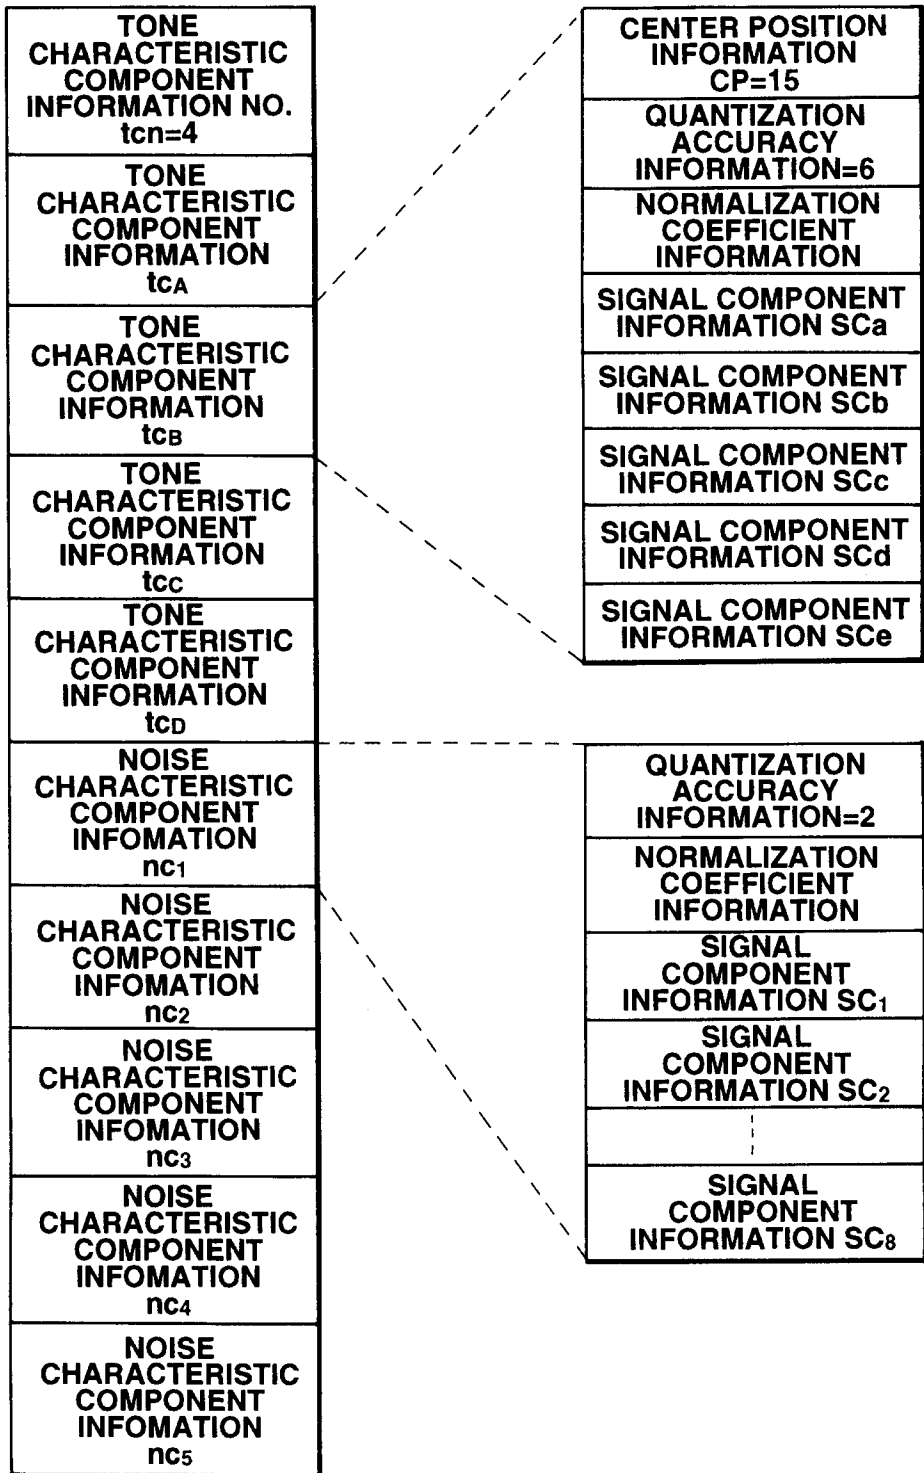 TONE
CHARACTERISTIC
COMPONENT
INFORMATION NO.
tcn=4
TONE
CHARACTERISTIC
COMPONENT
INFORMATION
tcA
TONE
CHARACTERISTIC
COMPONENT
INFORMATION
tcB
TONE
CHARACTERISTIC
COMPONENT
INFORMATION
tcC
TONE
CHARACTERISTIC
COMPONENT
INFORMATION
tcD
NOISE
CHARACTERISTIC
COMPONENT
INFOMATION
nc1
NOISE
CHARACTERISTIC
COMPONENT
INFOMATION
nc2
NOISE
CHARACTERISTIC
COMPONENT
INFOMATION
nc3
NOISE
CHARACTERISTIC
COMPONENT
INFOMATION
nc4
NOISE
CHARACTERISTIC
COMPONENT
INFOMATION
nc5
CENTER POSITION
INFORMATION
CP=15
QUANTIZATION
ACCURACY
INFORMATION=6
NORMALIZATION
COEFFICIENT
INFORMATION
SIGNAL COMPONENT
INFORMATION SCa
SIGNAL COMPONENT
INFORMATION SCb
SIGNAL COMPONENT
INFORMATION SCc
SIGNAL COMPONENT
INFORMATION SCd
SIGNAL COMPONENT
INFORMATION SCe
QUANTIZATION
ACCURACY
INFORMATION=2
NORMALIZATION
COEFFICIENT
INFORMATION
SIGNAL
COMPONENT
INFORMATION SC1
SIGNAL
COMPONENT
INFORMATION SC2
SIGNAL
COMPONENT
INFORMATION SC8